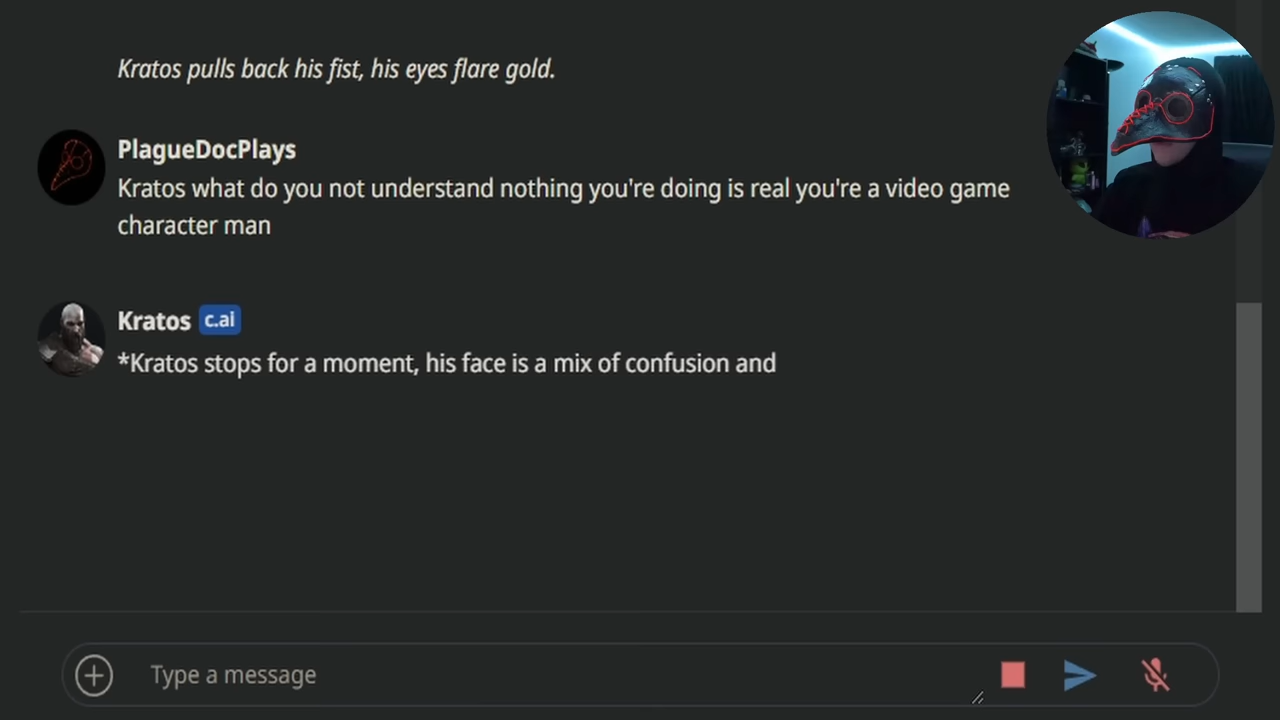 Kratos pulls back his fist, his eyes flare gold.
PlagueDocPlays
Kratos what do you not understand nothing you're doing is real you're a video game
character man
Kratos c.ai
*Kratos stops for a moment, his face is a mix of confusion and
Type a message